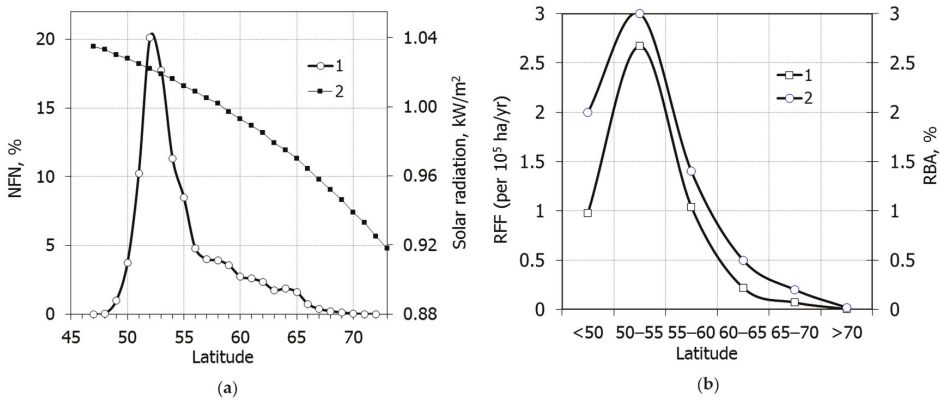 20
15
10
5
0
NFN, %
1
2
1.04
1.00
0.96
0.92
0.88
Solar radiation, kW/m²
45 50 55 60 65 70
Latitude
(a)
3
2.5
2
1.5
1
0.5
0
RFF (per 10⁵ ha/yr)
1
2
3%
2%
1.5%
1%
5%
0%
RBA, %
<50 50–55 55–60 60–65 65–70 >70
Latitude
(b)